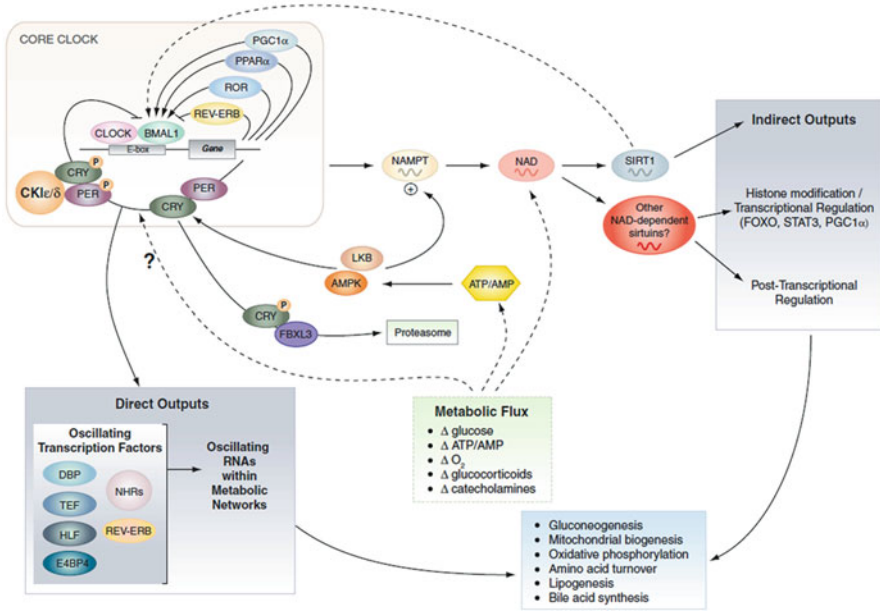 CORE CLOCK
PGC1α
PPARα
ROR
REV-ERB
CLOCK
BMAL1
E-box
Gene
CRY
P
PER
P
CKIε/δ
PER
CRY
NAMPT
+
NAD
SIRT1
Other
NAD-dependent
sirtuins?
Indirect Outputs
Histone modification /
Transcriptional Regulation
(FOXO, STAT3, PGC1α)
Post-Transcriptional
Regulation
?
LKB
AMPK
ATP/AMP
P
CRY
FBXL3
Proteasome
Direct Outputs
Oscillating
Transcription Factors
DBP
TEF
HLF
E4BP4
NHRs
REV-ERB
Oscillating
RNAs
within
Metabolic
Networks
Metabolic Flux
• Δ glucose
• Δ ATP/AMP
• Δ O₂
• Δ glucocorticoids
• Δ catecholamines
• Gluconeogenesis
• Mitochondrial biogenesis
• Oxidative phosphorylation
• Amino acid turnover
• Lipogenesis
• Bile acid synthesis